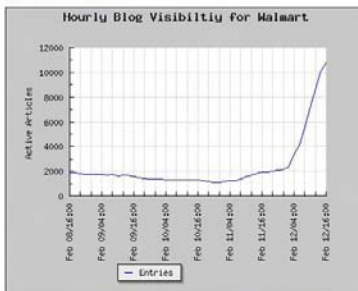 Hourly Blog Visibiltiy for Walmart
12000
10000
8000
6000
4000
2000
0
Active Articles
Feb 08/16:00
Feb 09/04:00
Feb 09/16:00
Feb 10/04:00
Feb 10/16:00
Feb 11/04:00
Feb 11/16:00
Feb 12/04:00
Feb 12/16:00
Entries